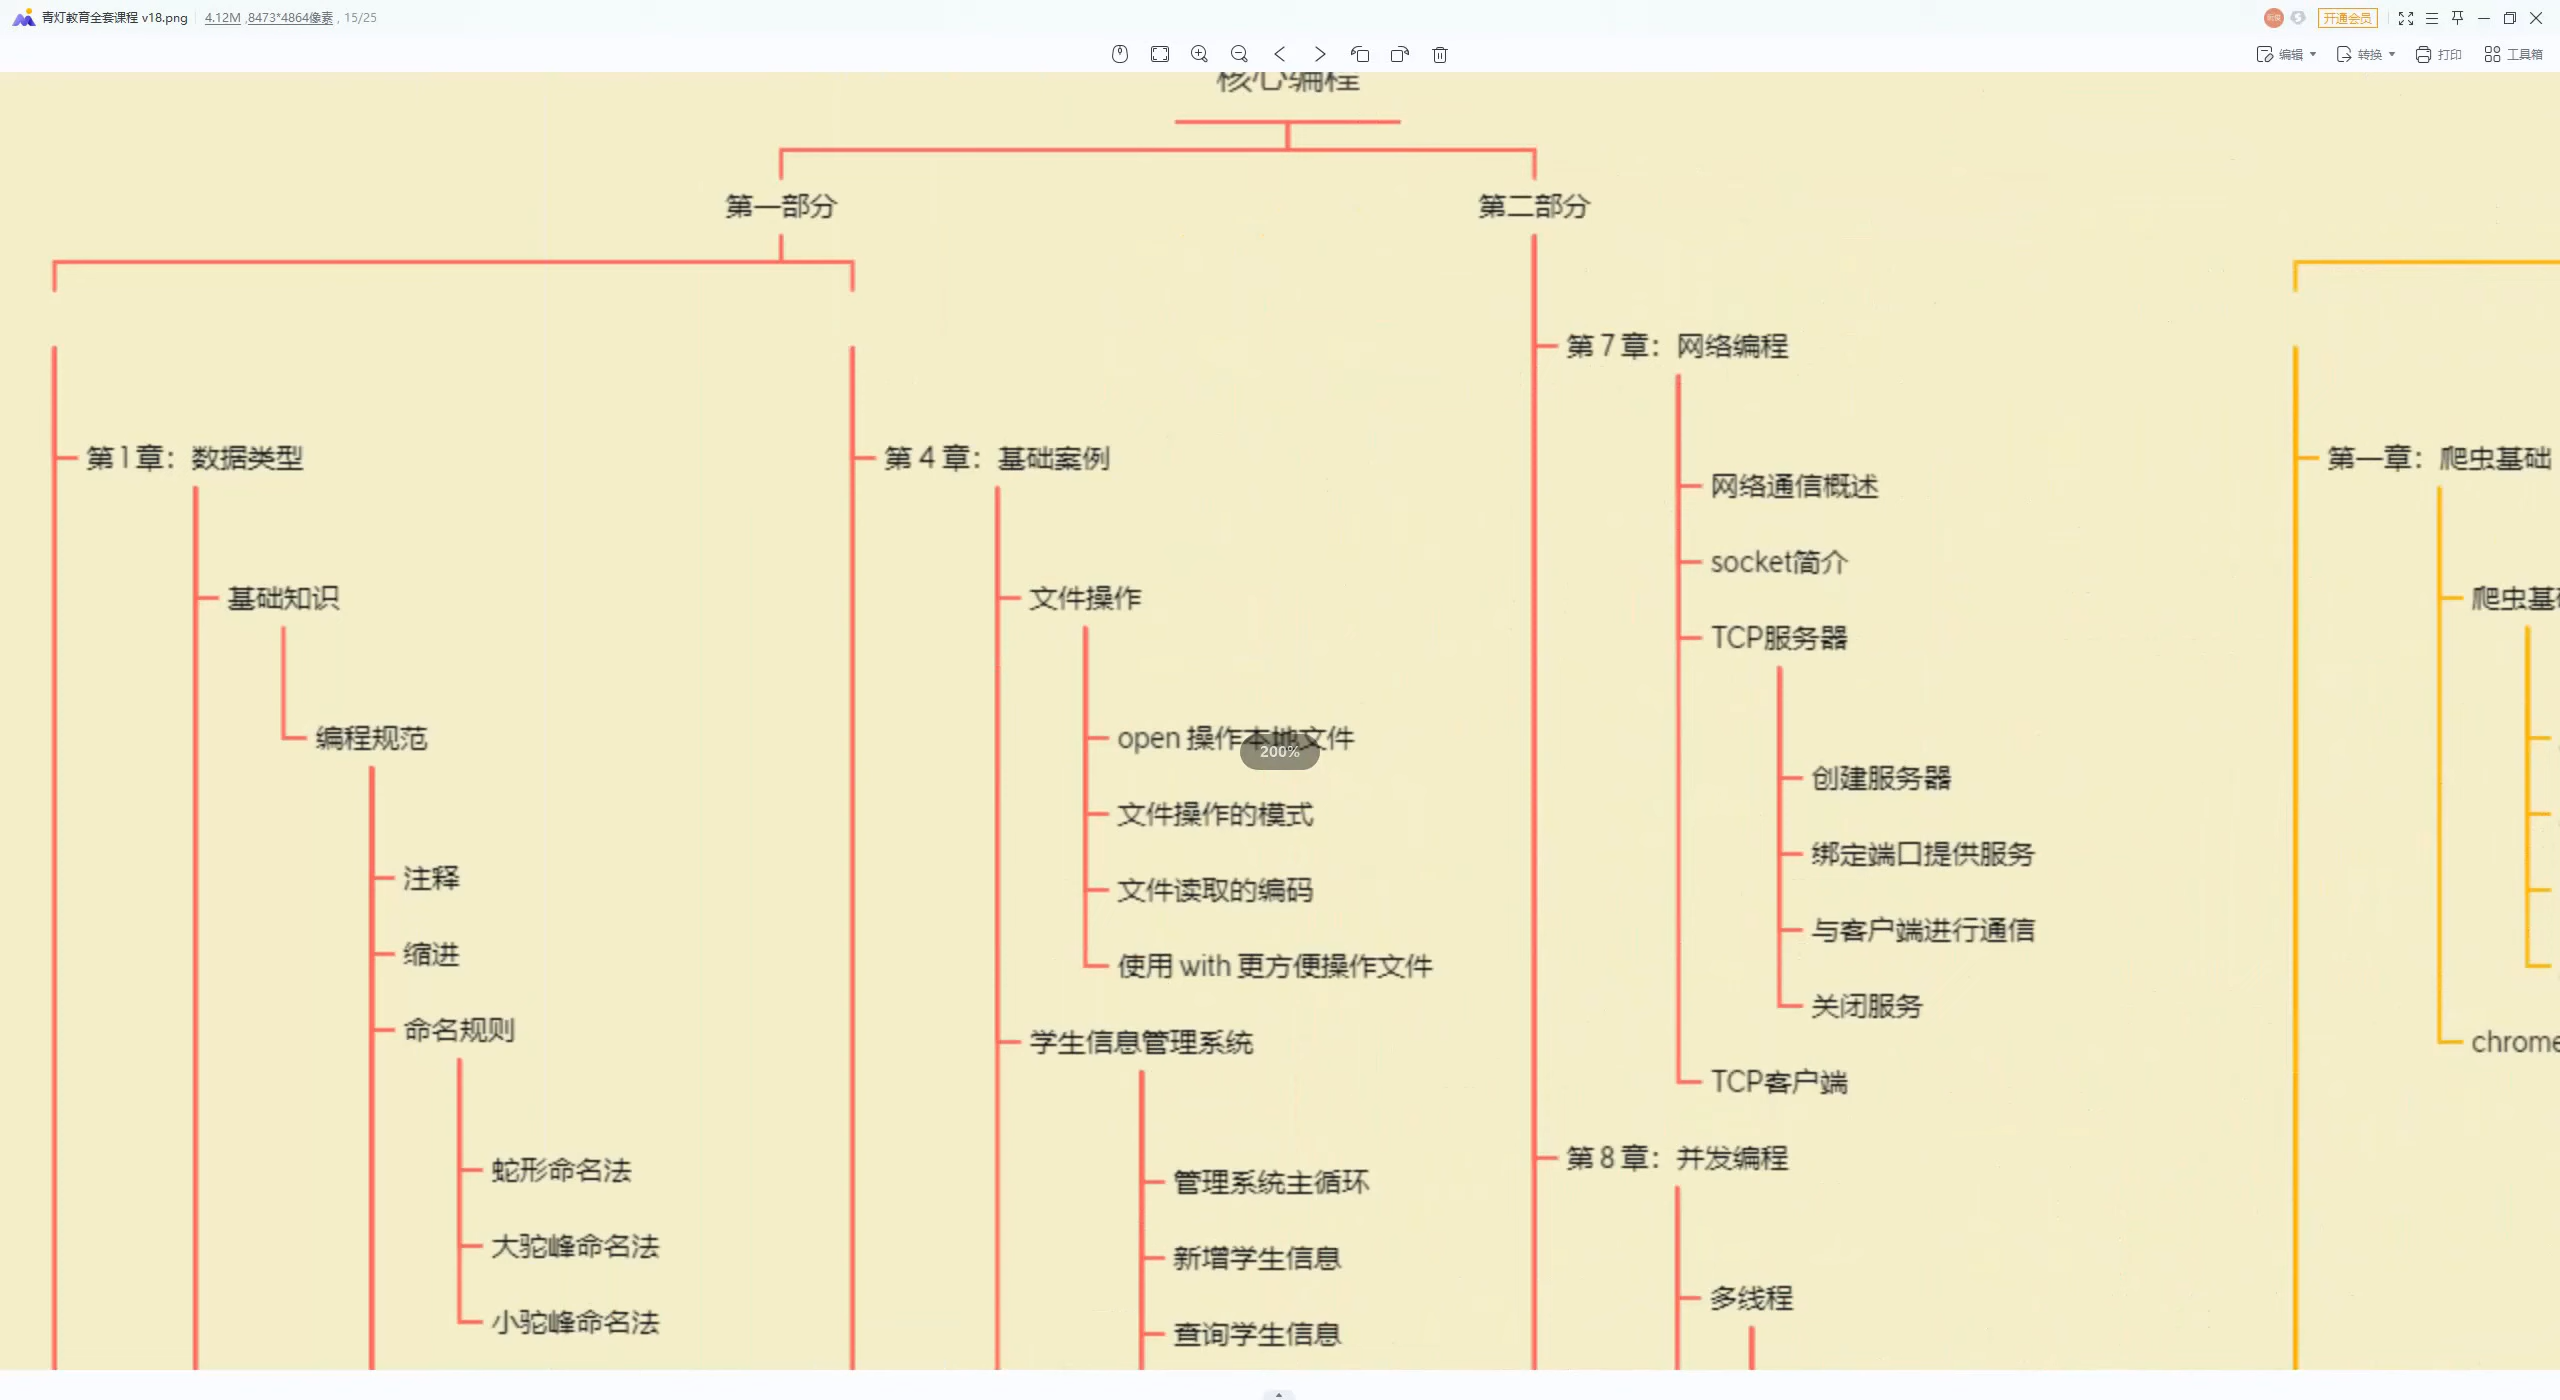 青灯教育全套课程 v18.png
4.12M ,8473*4864像素 , 15/25
开通会员
编辑
转换
打印
工具箱
核心编程
第一部分
第1章：数据类型
基础知识
编程规范
注释
缩进
命名规则
蛇形命名法
大驼峰命名法
小驼峰命名法
第4章：基础案例
文件操作
open 操作本地文件
200%
文件操作的模式
文件读取的编码
使用 with 更方便操作文件
学生信息管理系统
管理系统主循环
新增学生信息
查询学生信息
第二部分
第7章：网络编程
网络通信概述
socket简介
TCP服务器
创建服务器
绑定端口提供服务
与客户端进行通信
关闭服务
TCP客户端
第8章：并发编程
多线程
第一章：爬虫基础
爬虫基
chrome